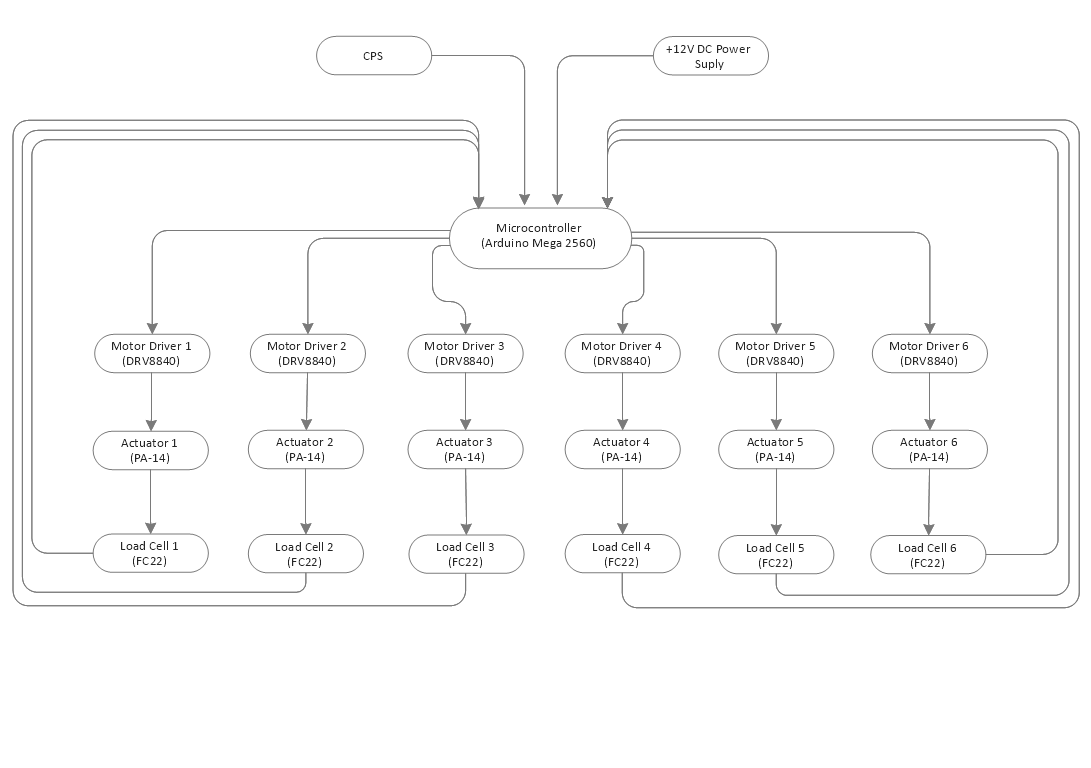 CPS
+12V DC Power
Suply
Microcontroller
(Arduino Mega 2560)
Motor Driver 1
(DRV8840)
Motor Driver 2
(DRV8840)
Motor Driver 3
(DRV8840)
Motor Driver 4
(DRV8840)
Motor Driver 5
(DRV8840)
Motor Driver 6
(DRV8840)
Actuator 1
(PA-14)
Actuator 2
(PA-14)
Actuator 3
(PA-14)
Actuator 4
(PA-14)
Actuator 5
(PA-14)
Actuator 6
(PA-14)
Load Cell 1
(FC22)
Load Cell 2
(FC22)
Load Cell 3
(FC22)
Load Cell 4
(FC22)
Load Cell 5
(FC22)
Load Cell 6
(FC22)